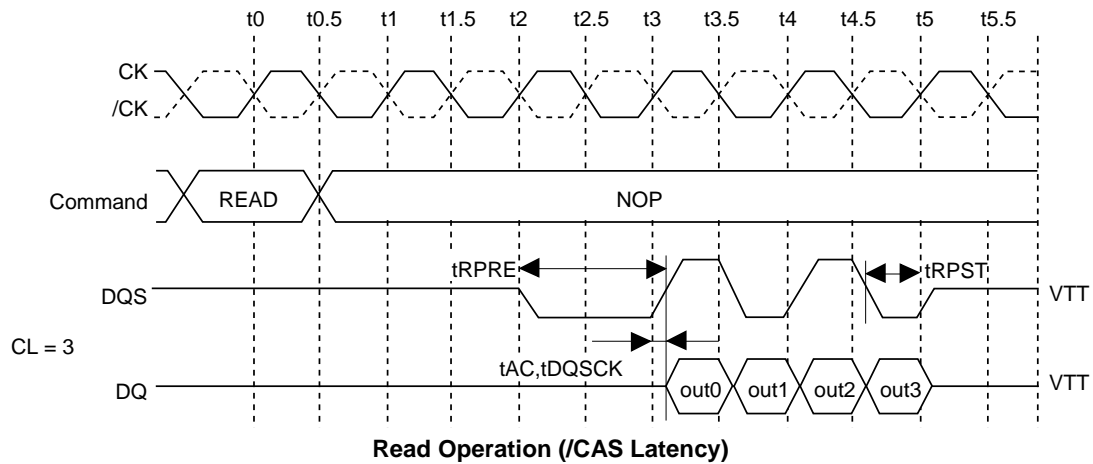 t0 t0.5 t1 t1.5 t2 t2.5 t3 t3.5 t4 t4.5 t5 t5.5
CK
/CK
Command READ NOP
tRPRE tRPST
DQS VTT
CL = 3
tAC,tDQSCK
DQ out0 out1 out2 out3 VTT
Read Operation (/CAS Latency)